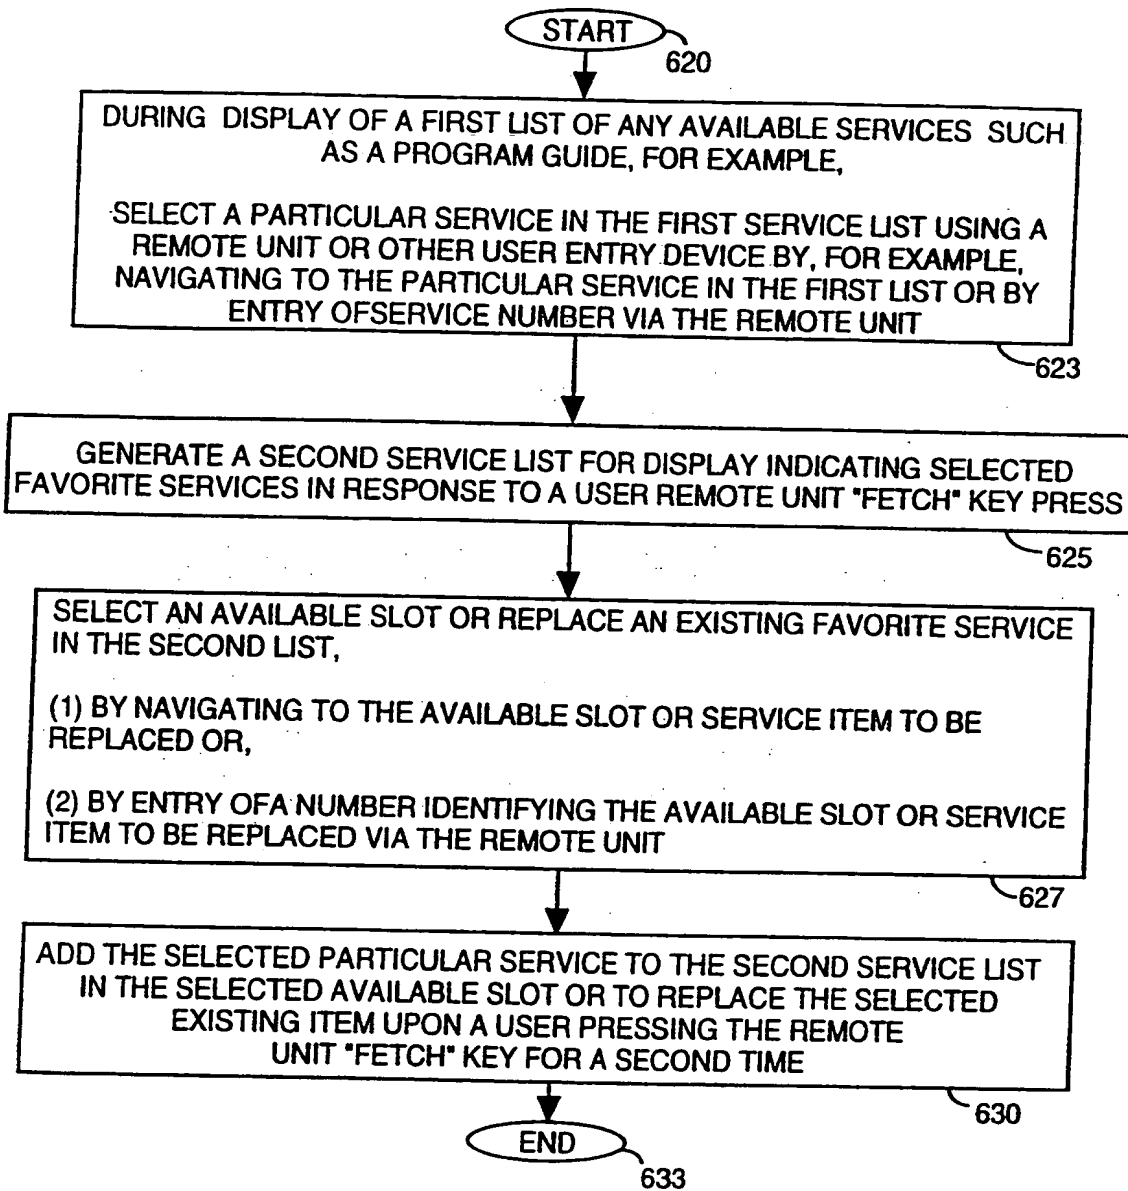 START
620
DURING DISPLAY OF A FIRST LIST OF ANY AVAILABLE SERVICES SUCH
AS A PROGRAM GUIDE, FOR EXAMPLE,
SELECT A PARTICULAR SERVICE IN THE FIRST SERVICE LIST USING A
REMOTE UNIT OR OTHER USER ENTRY DEVICE BY, FOR EXAMPLE,
NAVIGATING TO THE PARTICULAR SERVICE IN THE FIRST LIST OR BY
ENTRY OFSERVICE NUMBER VIA THE REMOTE UNIT
623
GENERATE A SECOND SERVICE LIST FOR DISPLAY INDICATING SELECTED
FAVORITE SERVICES IN RESPONSE TO A USER REMOTE UNIT "FETCH" KEY PRESS
625
SELECT AN AVAILABLE SLOT OR REPLACE AN EXISTING FAVORITE SERVICE
IN THE SECOND LIST,
(1) BY NAVIGATING TO THE AVAILABLE SLOT OR SERVICE ITEM TO BE
REPLACED OR,
(2) BY ENTRY OFA NUMBER IDENTIFYING THE AVAILABLE SLOT OR SERVICE
ITEM TO BE REPLACED VIA THE REMOTE UNIT
627
ADD THE SELECTED PARTICULAR SERVICE TO THE SECOND SERVICE LIST
IN THE SELECTED AVAILABLE SLOT OR TO REPLACE THE SELECTED
EXISTING ITEM UPON A USER PRESSING THE REMOTE
UNIT "FETCH" KEY FOR A SECOND TIME
630
END
633